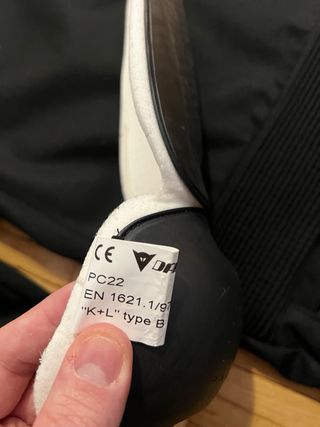 CE
PC22
EN 1621.1/97
"K+L" type B